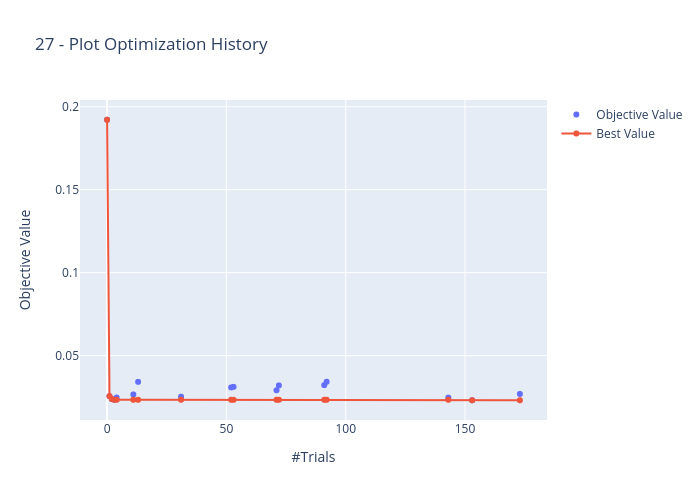 27 - Plot Optimization History
Objective Value
Best Value
0.2
0.15
0.1
0.05
0
50
100
150
#Trials
Objective Value